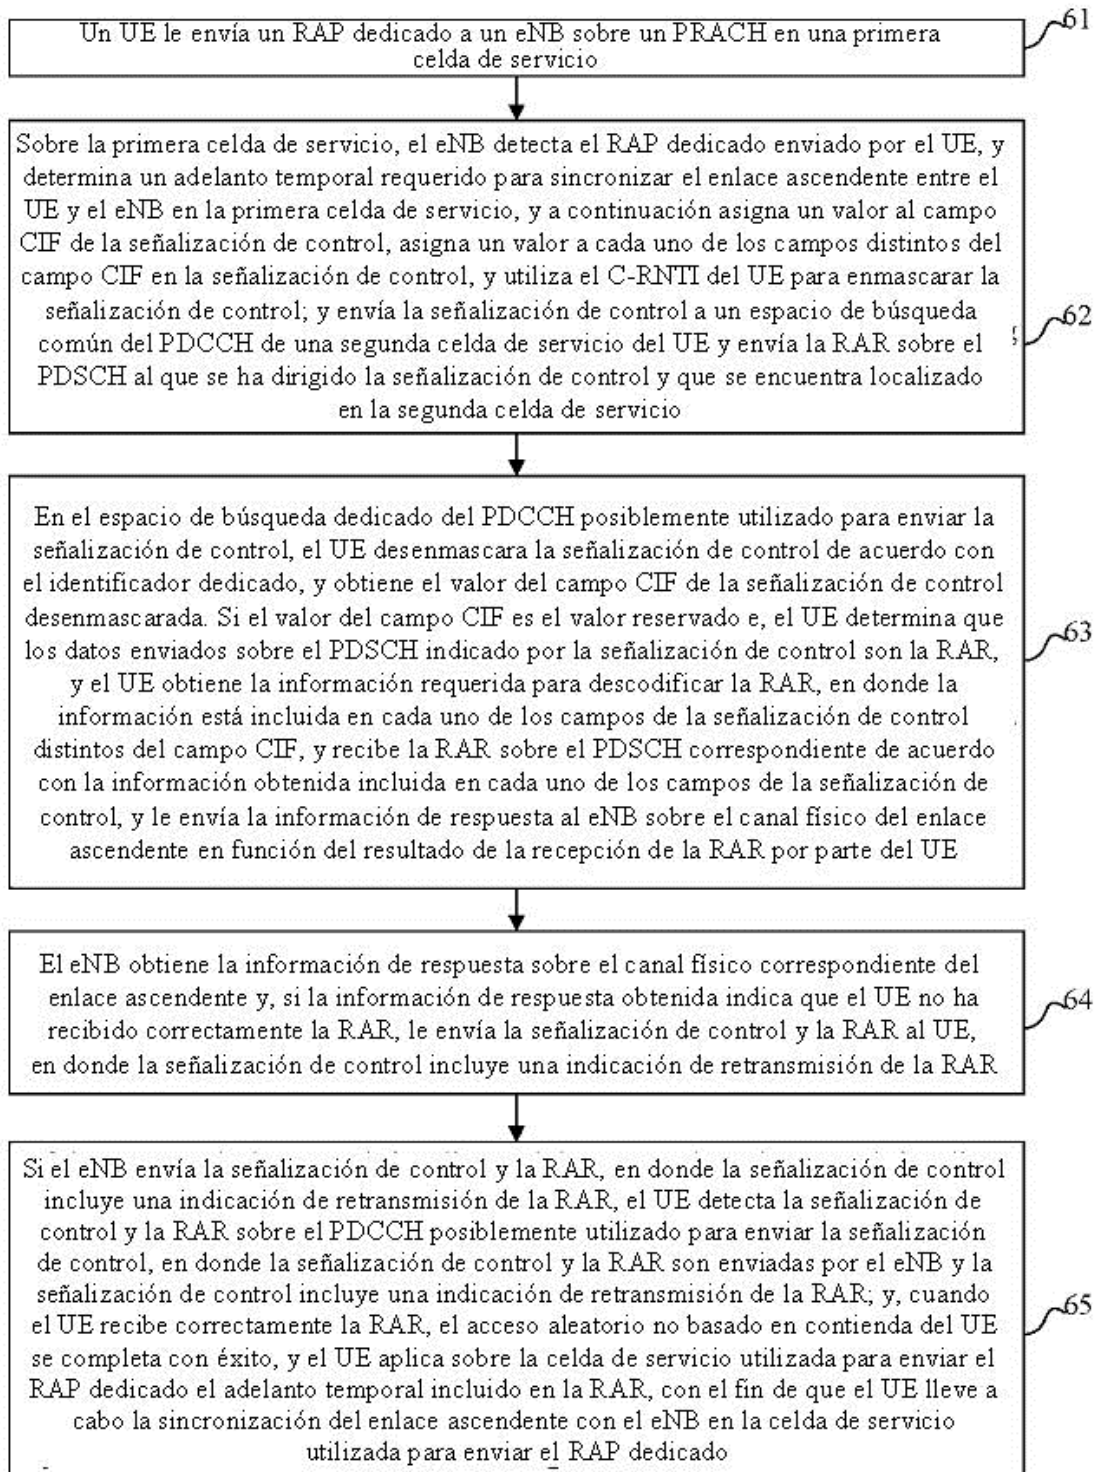 Un UE le envía un RAP dedicado a un eNB sobre un PRACH en una primera
celda de servicio
61
Sobre la primera celda de servicio, el eNB detecta el RAP dedicado enviado por el UE, y
determina un adelanto temporal requerido para sincronizar el enlace ascendente entre el
UE y el eNB en la primera celda de servicio, y a continuación asigna un valor al campo
CIF de la señalización de control, asigna un valor a cada uno de los campos distintos del
campo CIF en la señalización de control, y utiliza el C-RNTI del UE para enmascarar la
señalización de control; y envía la señalización de control a un espacio de búsqueda
común del PDCCH de una segunda celda de servicio del UE y envía la RAR sobre el
PDSCH al que se ha dirigido la señalización de control y que se encuentra localizado
en la segunda celda de servicio
62
En el espacio de búsqueda dedicado del PDCCH posiblemente utilizado para enviar la
señalización de control, el UE desenmascara la señalización de control de acuerdo con
el identificador dedicado, y obtiene el valor del campo CIF de la señalización de control
desenmascarada. Si el valor del campo CIF es el valor reservado e, el UE determina que
los datos enviados sobre el PDSCH indicado por la señalización de control son la RAR,
y el UE obtiene la información requerida para descodificar la RAR, en donde la
información está incluida en cada uno de los campos de la señalización de control
distintos del campo CIF, y recibe la RAR sobre el PDSCH correspondiente de acuerdo
con la información obtenida incluida en cada uno de los campos de la señalización de
control, y le envía la información de respuesta al eNB sobre el canal físico del enlace
ascendente en función del resultado de la recepción de la RAR por parte del UE
63
El eNB obtiene la información de respuesta sobre el canal físico correspondiente del
enlace ascendente y, si la información de respuesta obtenida indica que el UE no ha
recibido correctamente la RAR, le envía la señalización de control y la RAR al UE,
en donde la señalización de control incluye una indicación de retransmisión de la RAR
64
Si el eNB envía la señalización de control y la RAR, en donde la señalización de control
incluye una indicación de retransmisión de la RAR, el UE detecta la señalización de
control y la RAR sobre el PDCCH posiblemente utilizado para enviar la señalización
de control, en donde la señalización de control y la RAR son enviadas por el eNB y la
señalización de control incluye una indicación de retransmisión de la RAR; y, cuando
el UE recibe correctamente la RAR, el acceso aleatorio no basado en contienda del UE
se completa con éxito, y el UE aplica sobre la celda de servicio utilizada para enviar el
RAP dedicado el adelanto temporal incluido en la RAR, con el fin de que el UE lleve a
cabo la sincronización del enlace ascendente con el eNB en la celda de servicio
utilizada para enviar el RAP dedicado
65